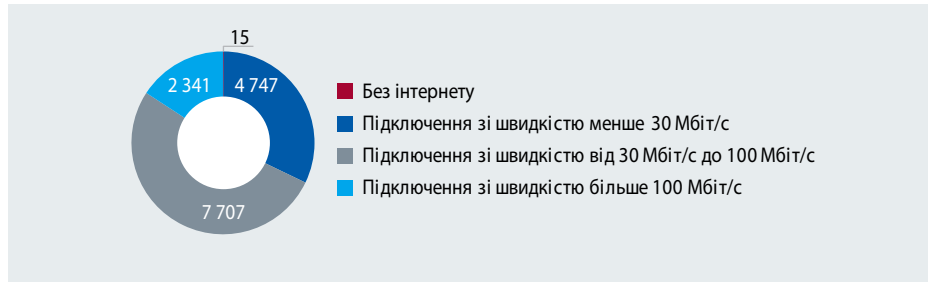 15
2 341
4 747
7 707
Без інтернету
Підключення зі швидкістю менше 30 Мбіт/с
Підключення зі швидкістю від 30 Мбіт/с до 100 Мбіт/с
Підключення зі швидкістю більше 100 Мбіт/с